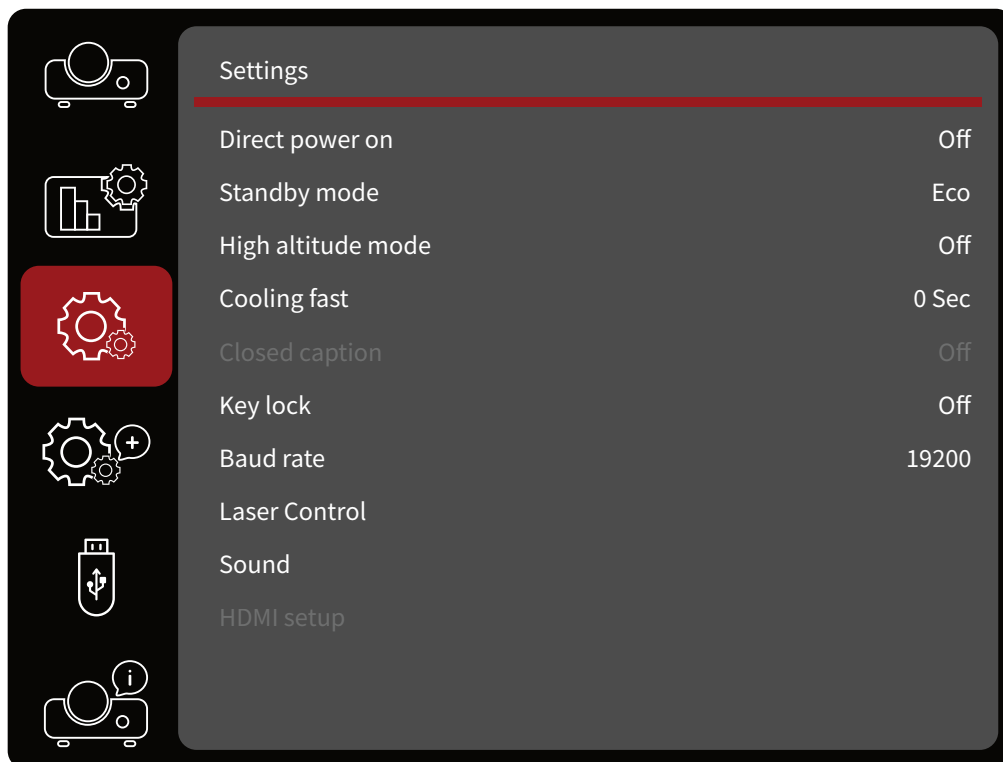 Settings
Direct power on Off
Standby mode Eco
High altitude mode Off
Cooling fast 0 Sec
Closed caption Off
Key lock Off
Baud rate 19200
Laser Control
Sound
HDMI setup